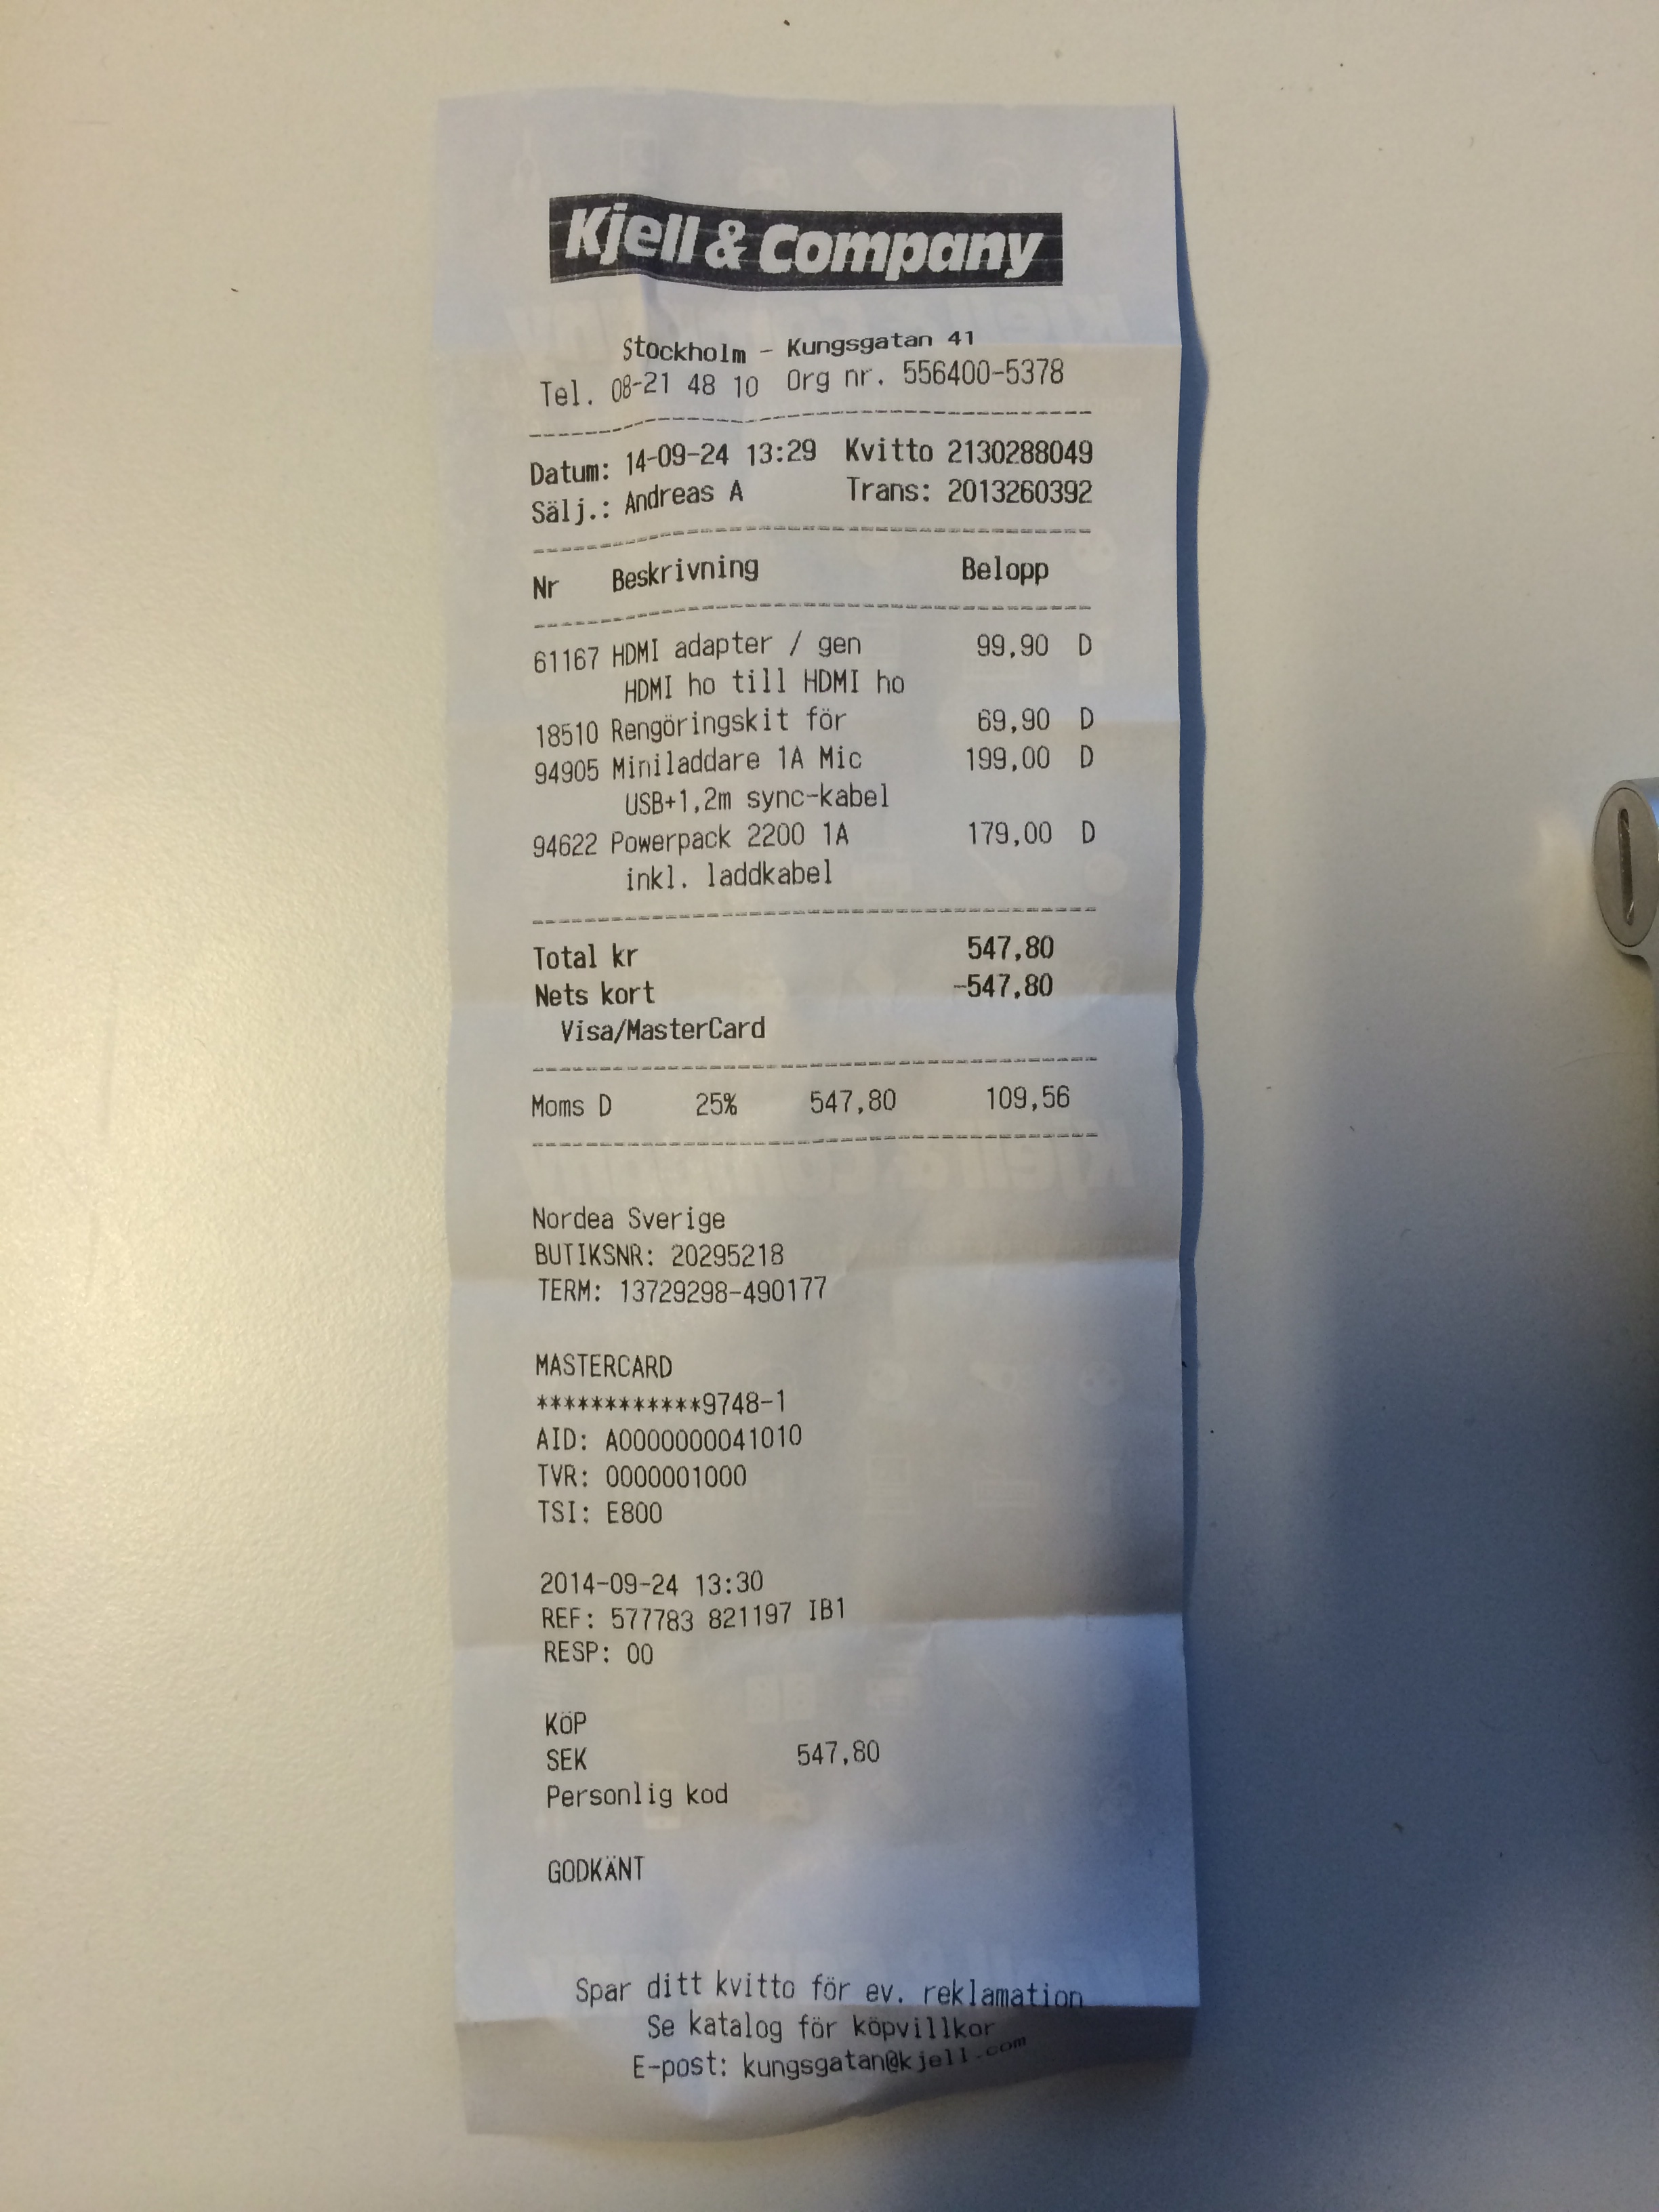 Kjell & Company
Stockholm - Kungsgatan 41
Tel. 08-21 48 10 Org nr. 556400-5378
Datum: 14-09-24 13:29 Kvitto 2130288049
Sälj.: Andreas A Trans: 2013260392
Nr Beskrivning Belopp
61167 HDMI adapter / gen 99,90 D
HDMI ho till HDMI ho
18510 Rengöringskit för 69,90 D
94905 Miniladdare 1A Mic 199,00 D
USB+1,2m sync-kabel
94622 Powerpack 2200 1A 179,00 D
inkl. laddkabel
Total kr 547,80
Nets kort -547,80
Visa/MasterCard
Moms D 25% 547,80 109,56
Nordea Sverige
BUTIKSNR: 20295218
TERM: 13729298-490177
MASTERCARD
************9748-1
AID: A0000000041010
TVR: 0000001000
TSI: E800
2014-09-24 13:30
REF: 577783 821197 IB1
RESP: 00
KÖP
SEK 547,80
Personlig kod
GODKÄNT
Spar ditt kvitto för ev. reklamation
Se katalog för köpvillkor
E-post: kungsgatan@kjell.com